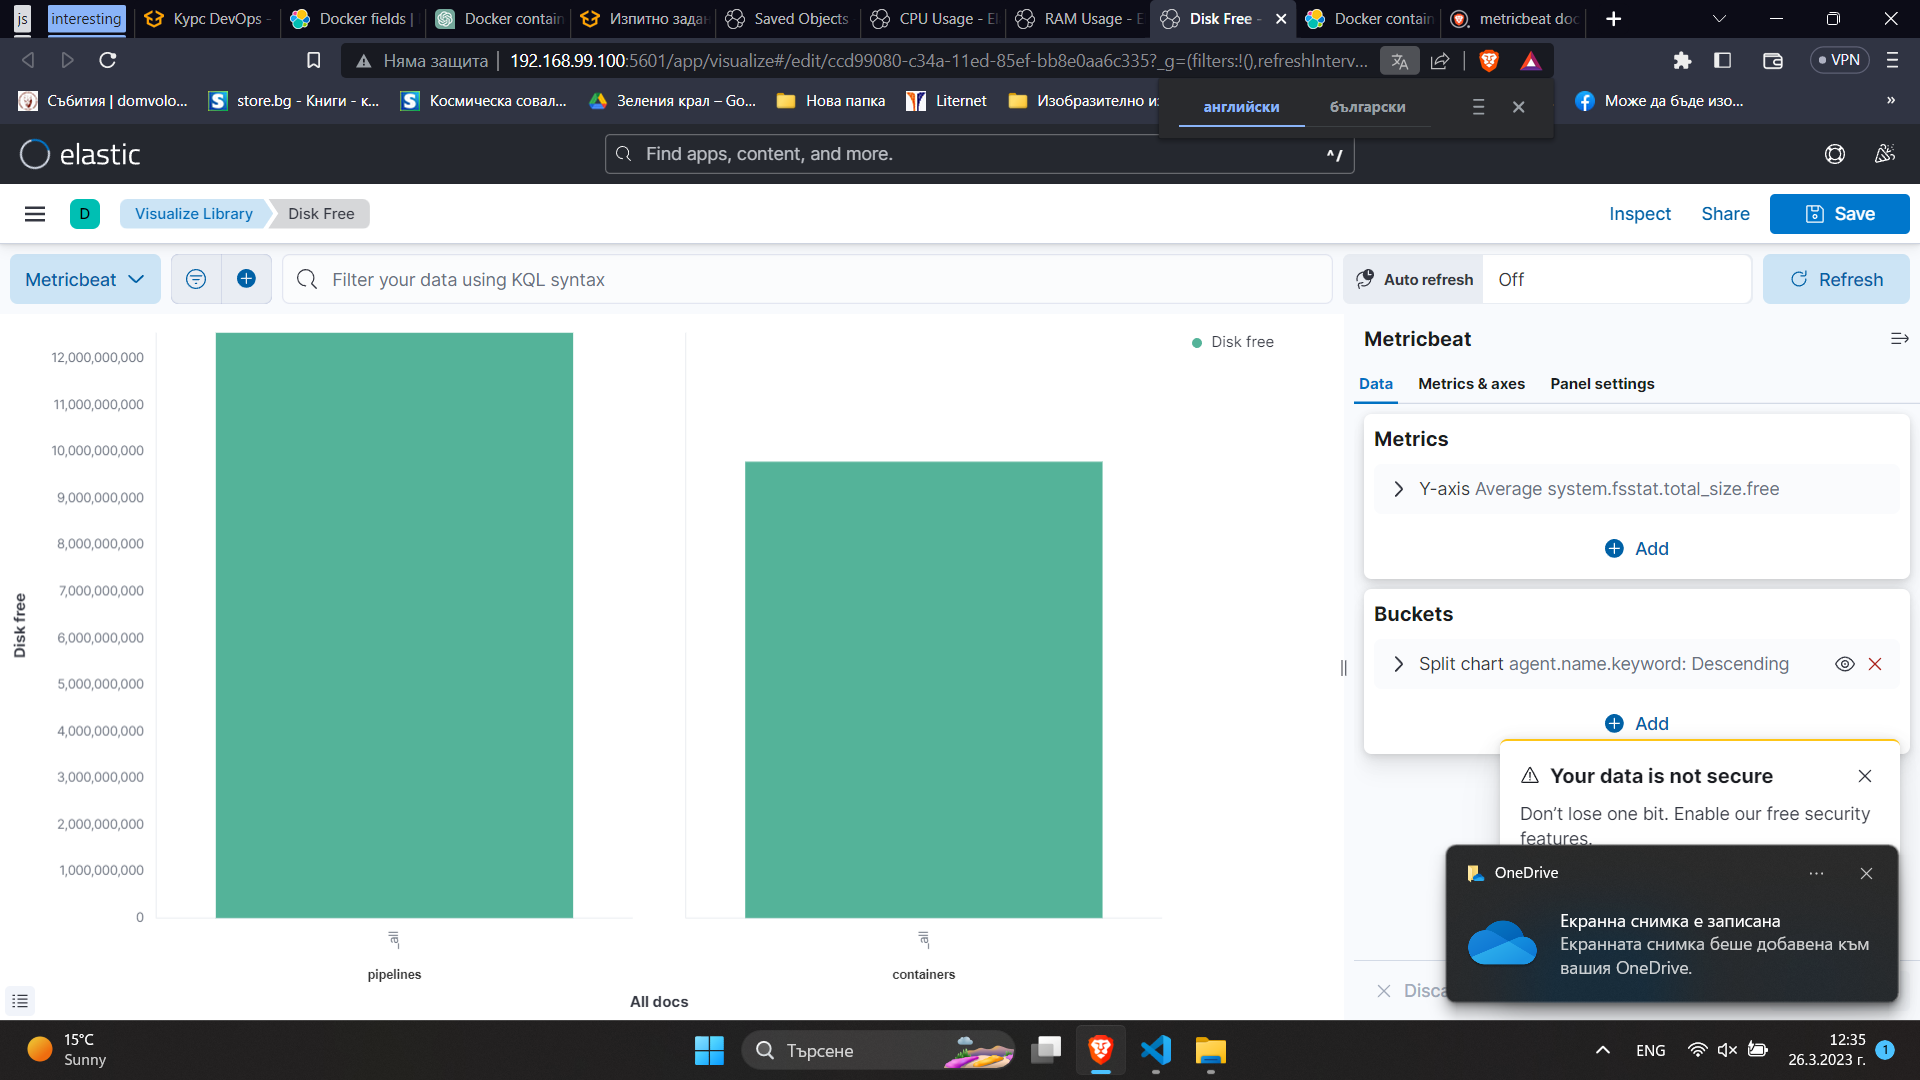 js
interesting
Курс DevOps -
Docker fields |
Docker contain
Изпитно задан
Saved Objects
CPU Usage - El
RAM Usage - E
Disk Free -
Docker contain
metricbeat doc
Няма защита
192.168.99.100:5601/app/visualize#/edit/ccd99080-c34a-11ed-85ef-bb8e0aa6c335?_g=(filters:!(),refreshInterv...
VPN
Събития | domvolo...
store.bg - Книги - к...
Космическа совал...
Зеления крал – Go...
Нова папка
Liternet
Изобразително из
Може да бъде изо...
»
английски
български
elastic
Find apps, content, and more.
^/
D
Visualize Library
Disk Free
Inspect
Share
Save
Metricbeat
Filter your data using KQL syntax
Auto refresh
Off
Refresh
12,000,000,000
11,000,000,000
10,000,000,000
9,000,000,000
8,000,000,000
7,000,000,000
6,000,000,000
5,000,000,000
4,000,000,000
3,000,000,000
2,000,000,000
1,000,000,000
0
Disk free
_all
pipelines
_all
containers
All docs
Disk free
Metricbeat
Data
Metrics & axes
Panel settings
Metrics
Y-axis Average system.fsstat.total_size.free
Add
Buckets
Split chart agent.name.keyword: Descending
Add
Your data is not secure
Don’t lose one bit. Enable our free security
features.
Disca
OneDrive
Екранна снимка е записана
Екранната снимка беше добавена към
вашия OneDrive.
15°C
Sunny
Търсене
ENG
12:35
26.3.2023 г.
1